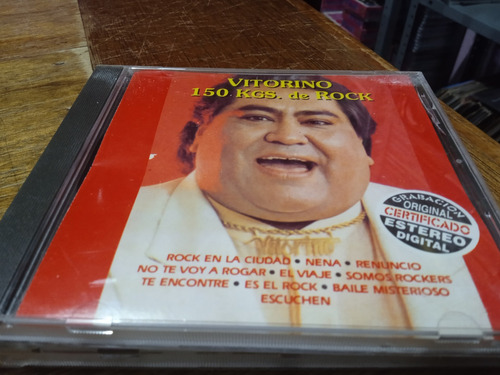 VITORINO
150 KGS. de ROCK
GRABACION
ORIGINAL
CERTIFICADO
ESTEREO
DIGITAL
ROCK EN LA CIUDAD • NENA • RENUNCIO
NO TE VOY A ROGAR • EL VIAJE • SOMOS ROCKERS
TE ENCONTRE • ES EL ROCK • BAILE MISTERIOSO
ESCUCHEN